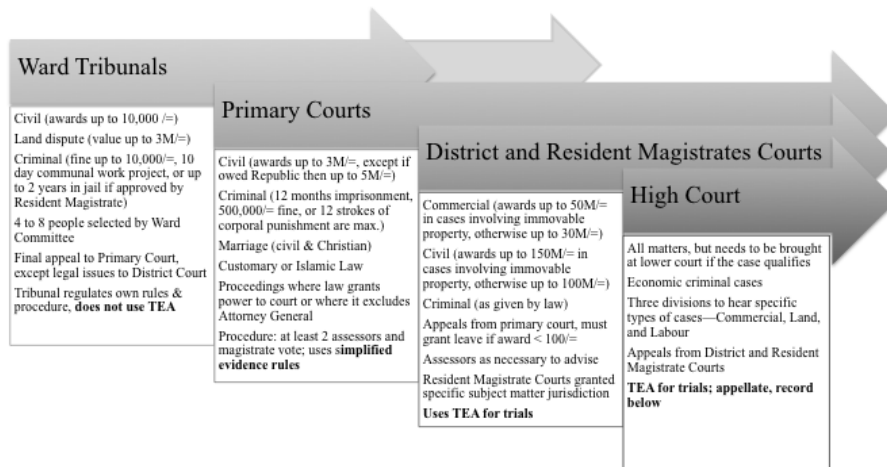 Ward Tribunals
Civil (awards up to 10,000 /=)
Land dispute (value up to 3M/=)
Criminal (fine up to 10,000/=, 10
day communal work project, or up
to 2 years in jail if approved by
Resident Magistrate)
4 to 8 people selected by Ward
Committee
Final appeal to Primary Court,
except legal issues to District Court
Tribunal regulates own rules &
procedure, does not use TEA
Primary Courts
Civil (awards up to 3M/=, except if
owed Republic then up to 5M/=)
Criminal (12 months imprisonment,
500,000/= fine, or 12 strokes of
corporal punishment are max.)
Marriage (civil & Christian)
Customary or Islamic Law
Proceedings where law grants
power to court or where it excludes
Attorney General
Procedure: at least 2 assessors and
magistrate vote; uses simplified
evidence rules
District and Resident Magistrates Courts
Commercial (awards up to 50M/=
in cases involving immovable
property, otherwise up to 30M/=)
Civil (awards up to 150M/= in
cases involving immovable
property, otherwise up to 100M/=)
Criminal (as given by law)
Appeals from primary court, must
grant leave if award < 100/=
Assessors as necessary to advise
Resident Magistrate Courts granted
specific subject matter jurisdiction
Uses TEA for trials
High Court
All matters, but needs to be brought
at lower court if the case qualifies
Economic criminal cases
Three divisions to hear specific
types of cases—Commercial, Land,
and Labour
Appeals from District and Resident
Magistrate Courts
TEA for trials; appellate, record
below